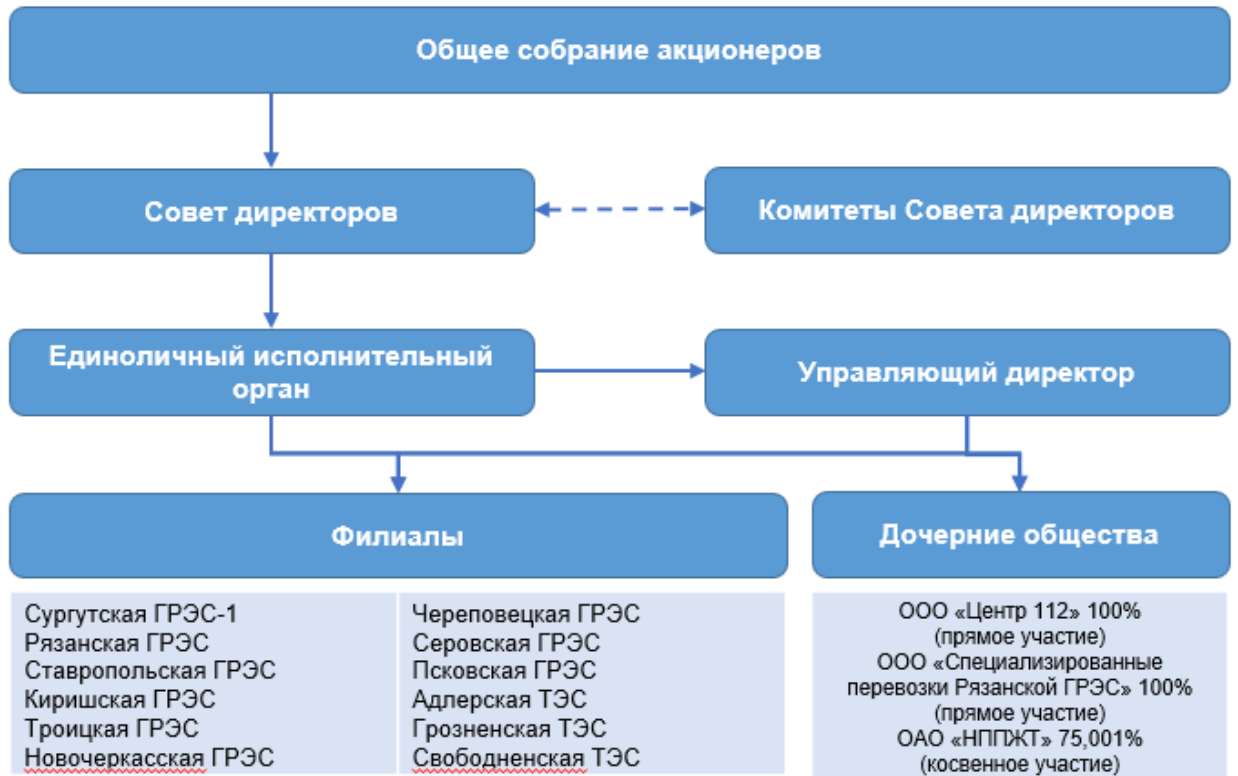 Общее собрание акционеров
Совет директоров
Комитеты Совета директоров
Единоличный исполнительный
орган
Управляющий директор
Филиалы
Дочерние общества
Сургутская ГРЭС-1
Рязанская ГРЭС
Ставропольская ГРЭС
Киришская ГРЭС
Троицкая ГРЭС
Новочеркасская ГРЭС
Череповецкая ГРЭС
Серовская ГРЭС
Псковская ГРЭС
Адлерская ТЭС
Грозненская ТЭС
Свободненская ТЭС
ООО «Центр 112» 100%
(прямое участие)
ООО «Специализированные
перевозки Рязанской ГРЭС» 100%
(прямое участие)
ОАО «НППЖТ» 75,001%
(косвенное участие)